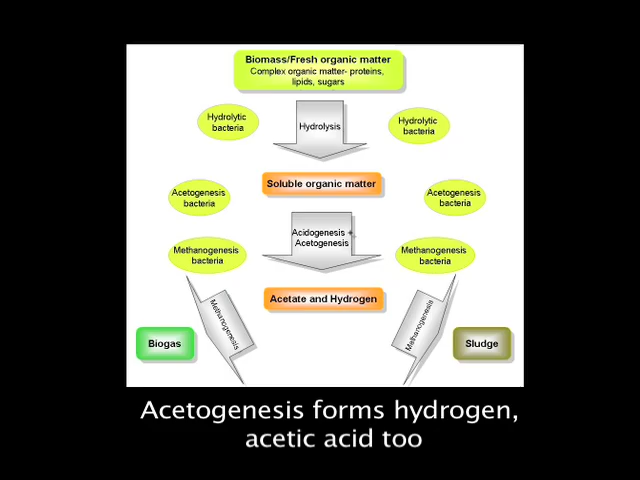 Biomass/Fresh organic matter
Complex organic matter- proteins,
lipids, sugars
Hydrolytic
bacteria
Hydrolysis
Hydrolytic
bacteria
Soluble organic matter
Acetogenesis
bacteria
Acetogenesis
bacteria
Acidogenesis +
Acetogenesis
Methanogenesis
bacteria
Methanogenesis
bacteria
Acetate and Hydrogen
Methanogenesis
Methanogenesis
Biogas
Sludge
Acetogenesis forms hydrogen,
acetic acid too